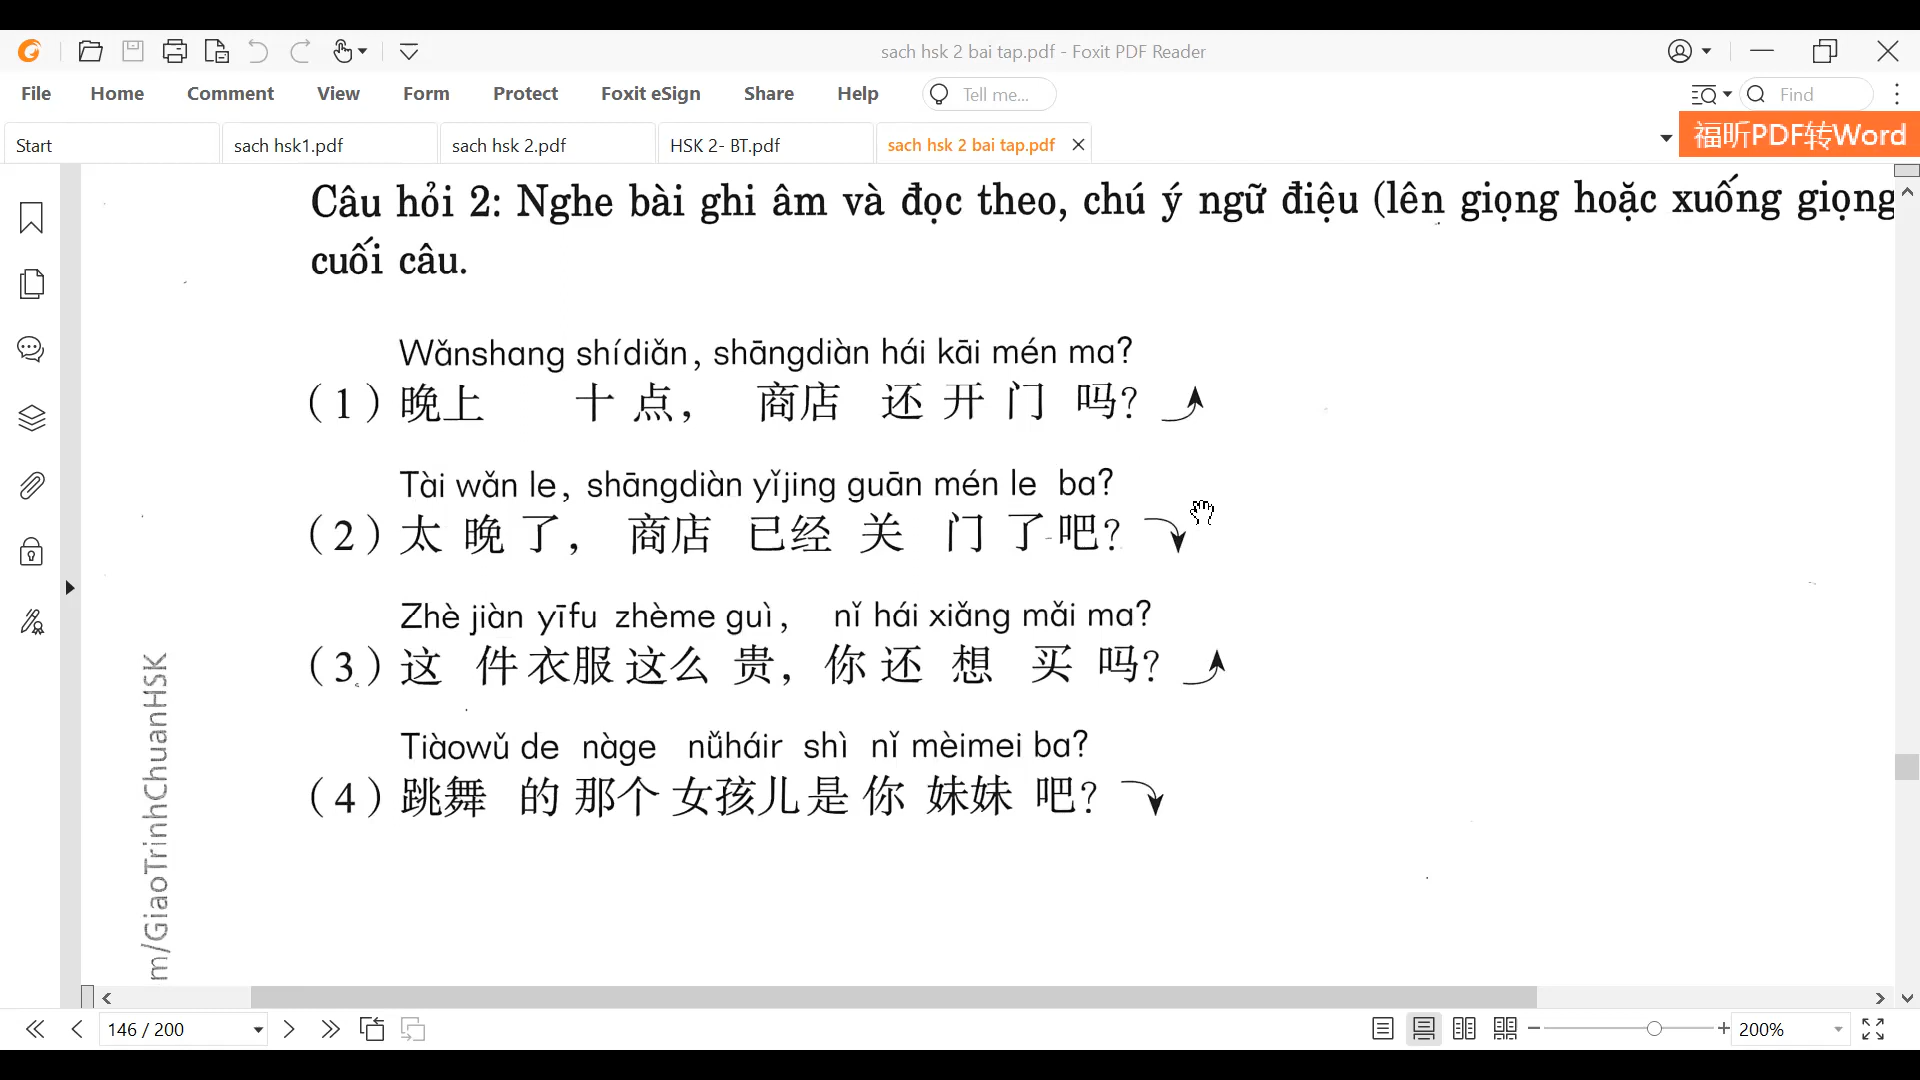 sach hsk 2 bai tap.pdf - Foxit PDF Reader
File Home Comment View Form Protect Foxit eSign Share Help Tell me... Find
Start sach hsk1.pdf sach hsk 2.pdf HSK 2- BT.pdf sach hsk 2 bai tap.pdf 福昕PDF转Word
Câu hỏi 2: Nghe bài ghi âm và đọc theo, chú ý ngữ điệu (lên giọng hoặc xuống giọng
cuối câu.
Wǎnshang shídiǎn, shāngdiàn hái kāi mén ma?
(1) 晚上 十点, 商店 还开门 吗?
Tài wǎn le, shāngdiàn yǐjing guān mén le ba?
(2) 太晚了, 商店 已经 关 门了吧?
Zhè jiàn yīfu zhème guì, nǐ hái xiǎng mǎi ma?
(3) 这 件衣服这么 贵, 你还 想 买 吗?
Tiàowǔ de nàge nǚháir shì nǐ mèimei ba?
(4) 跳舞 的那个女孩儿是你 妹妹 吧?
m/GiaoTrinhChuanHSK
146 / 200 200%